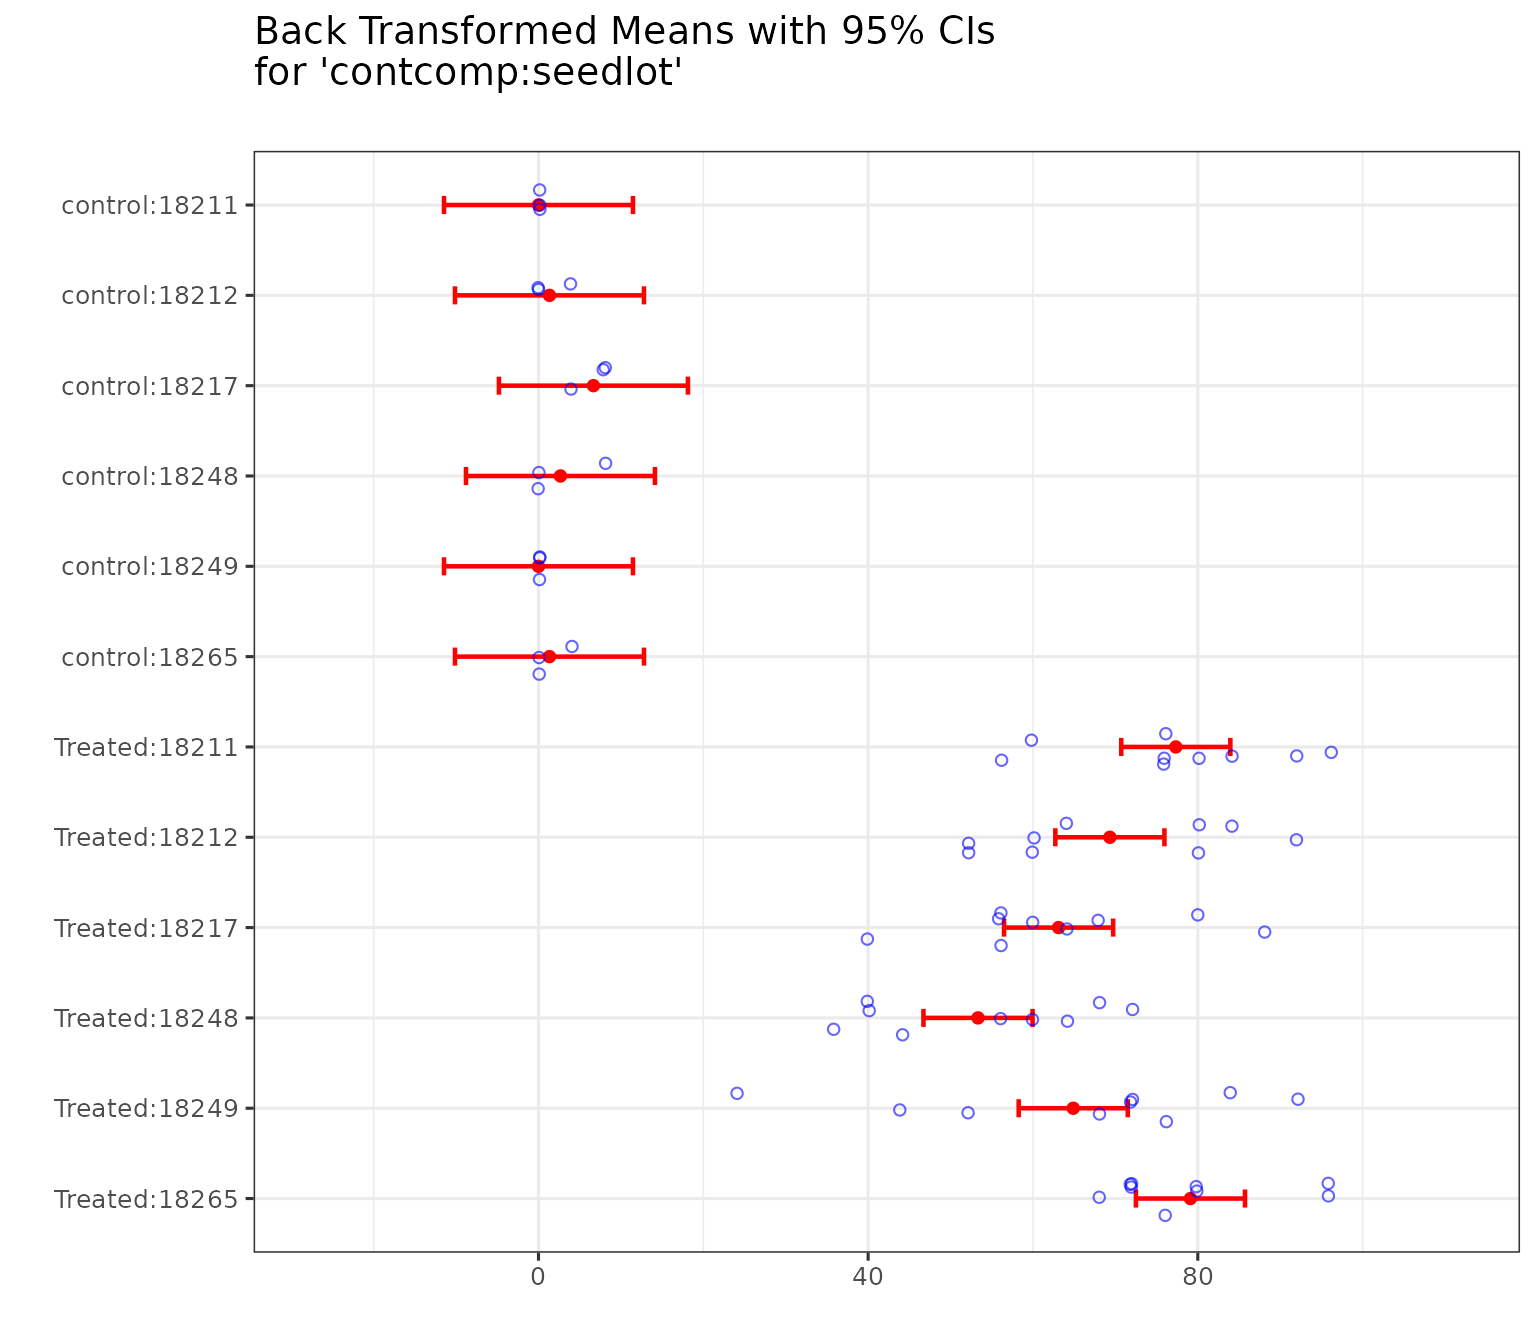 Back Transformed Means with 95% CIs
for 'contcomp:seedlot'
control:18211
control:18212
control:18217
control:18248
control:18249
control:18265
Treated:18211
Treated:18212
Treated:18217
Treated:18248
Treated:18249
Treated:18265
0 40 80